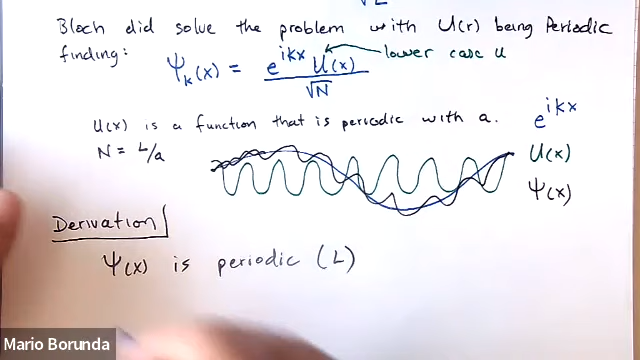 Bloch did solve the problem with U(r) being Periodic
finding:
Ψₖ(x) = e^{ikx} u(x) / √N
lower case u
u(x) is a function that is periodic with a.
N = L/a
e^{ikx}
u(x)
Ψ(x)
Derivation
Ψ(x) is periodic (L)
Mario Borunda